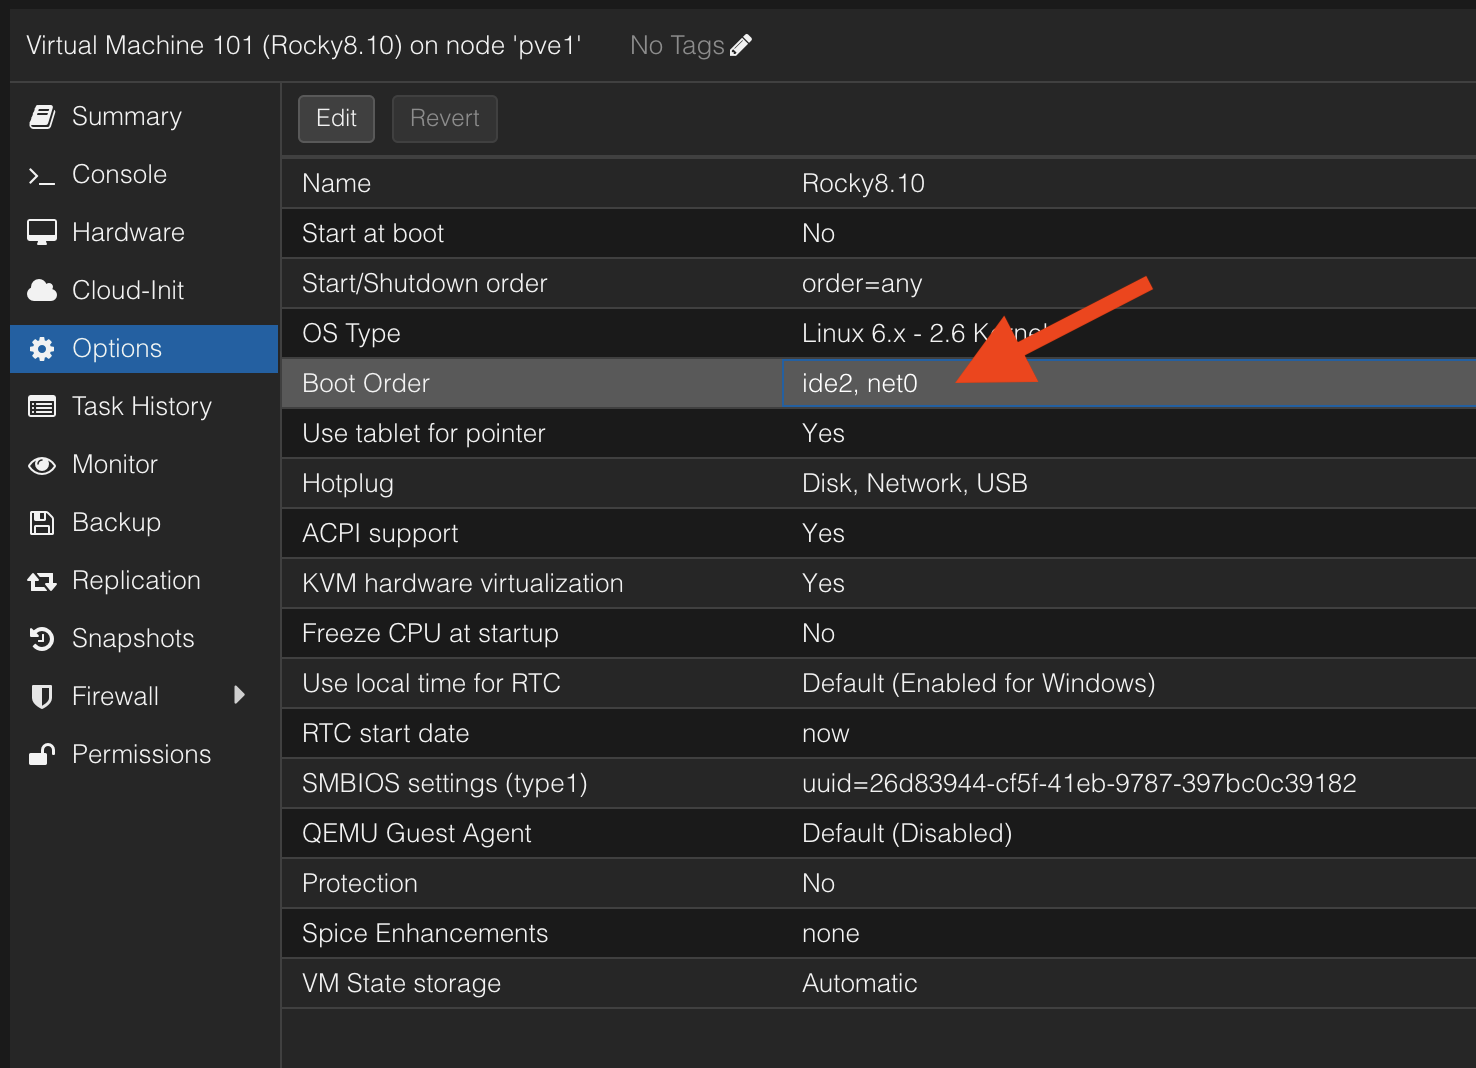 Virtual Machine 101 (Rocky8.10) on node 'pve1' No Tags
Summary
Console
Hardware
Cloud-Init
Options
Task History
Monitor
Backup
Replication
Snapshots
Firewall
Permissions
Edit Revert
Name Rocky8.10
Start at boot No
Start/Shutdown order order=any
OS Type Linux 6.x - 2.6 Kernel
Boot Order ide2, net0
Use tablet for pointer Yes
Hotplug Disk, Network, USB
ACPI support Yes
KVM hardware virtualization Yes
Freeze CPU at startup No
Use local time for RTC Default (Enabled for Windows)
RTC start date now
SMBIOS settings (type1) uuid=26d83944-cf5f-41eb-9787-397bc0c39182
QEMU Guest Agent Default (Disabled)
Protection No
Spice Enhancements none
VM State storage Automatic